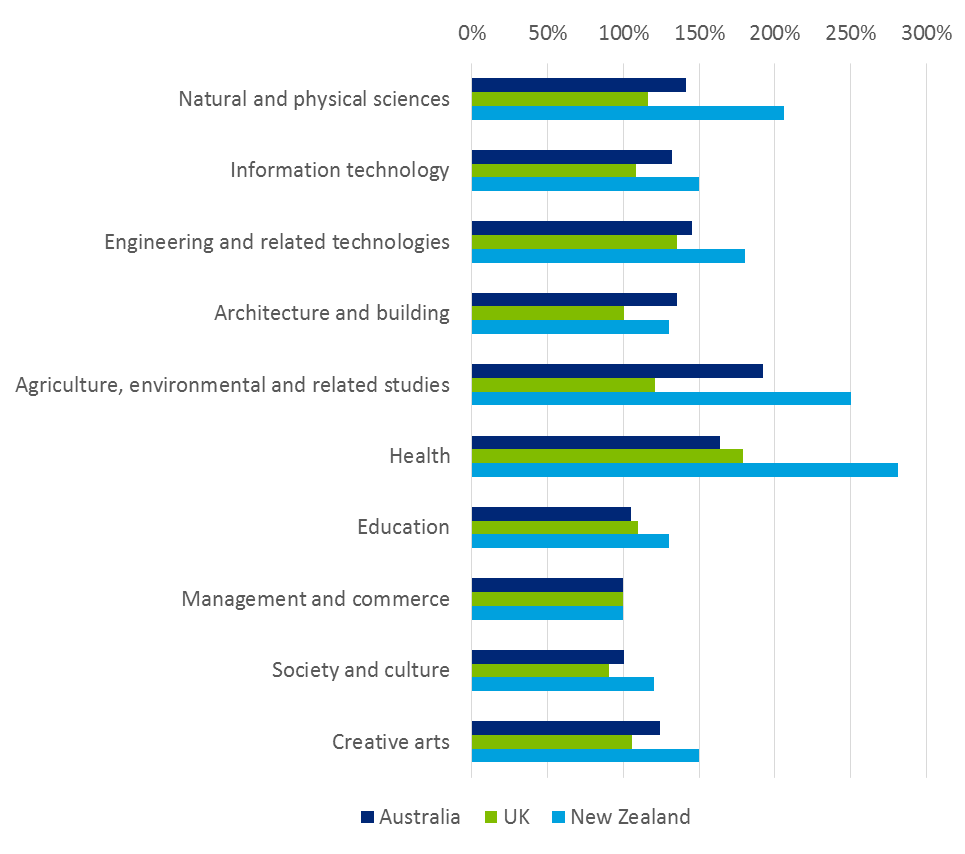 0% 50% 100% 150% 200% 250% 300%
Natural and physical sciences
Information technology
Engineering and related technologies
Architecture and building
Agriculture, environmental and related studies
Health
Education
Management and commerce
Society and culture
Creative arts
Australia UK New Zealand